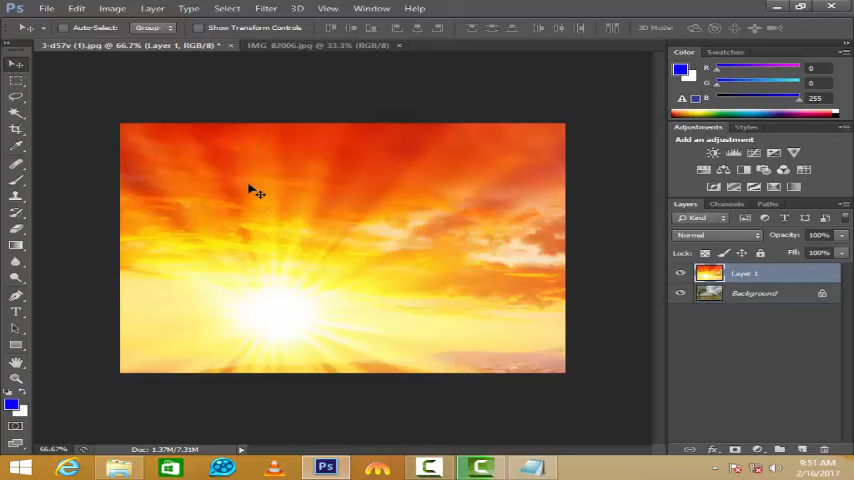 Ps File Edit Image Layer Type Select Filter 3D View Window Help
Auto-Select: Group Show Transform Controls 3D Mode:
3-d57v (1).jpg @ 66.7% (Layer 1, RGB/8) * × IMG 82006.jpg @ 33.3% (RGB/8) ×
Color Swatches
R 0
G 0
B 255
Adjustments Styles
Add an adjustment
Layers Channels Paths
Kind
Normal Opacity: 100%
Lock: Fill: 100%
Layer 1
Background
66.67% Doc: 1.37M/7.31M
Ps
9:51 AM
2/16/2017